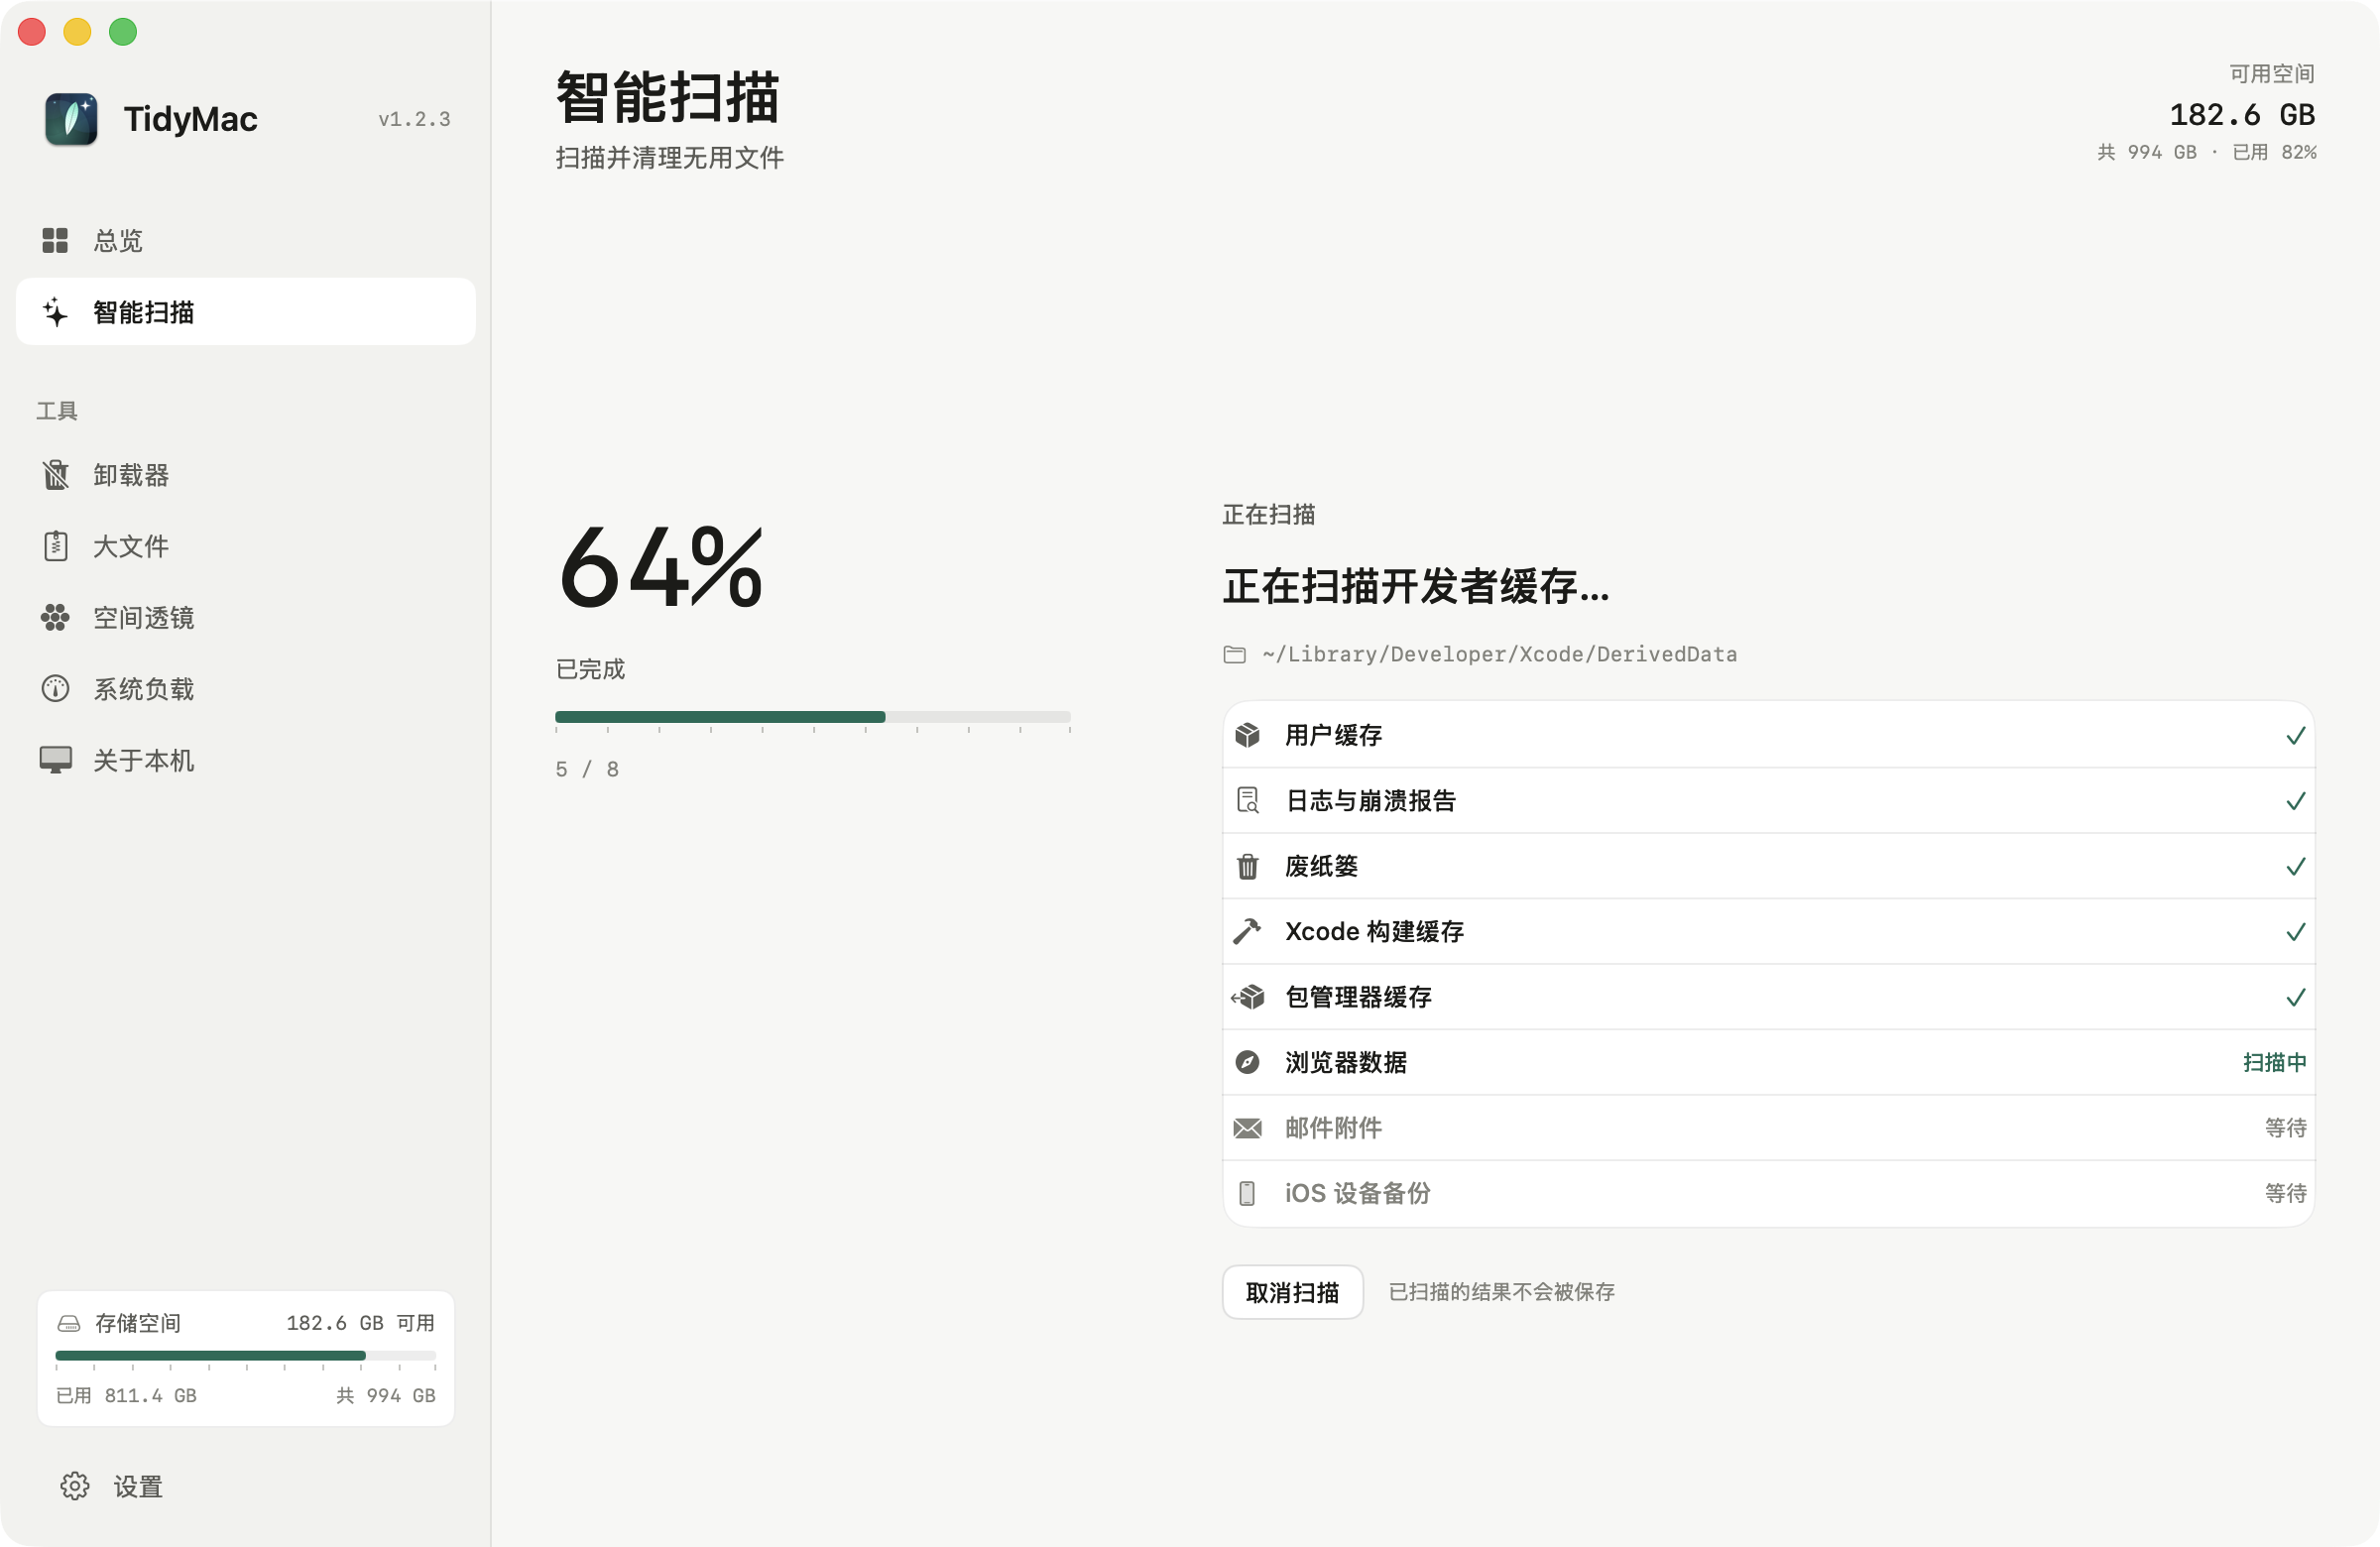 TidyMac
v1.2.3
总览
智能扫描
工具
卸载器
大文件
空间透镜
系统负载
关于本机
存储空间
182.6 GB 可用
已用 811.4 GB
共 994 GB
设置
智能扫描
扫描并清理无用文件
可用空间
182.6 GB
共 994 GB · 已用 82%
64%
已完成
5 / 8
正在扫描
正在扫描开发者缓存...
~/Library/Developer/Xcode/DerivedData
用户缓存
日志与崩溃报告
废纸篓
Xcode 构建缓存
包管理器缓存
浏览器数据 扫描中
邮件附件 等待
iOS 设备备份 等待
取消扫描 已扫描的结果不会被保存